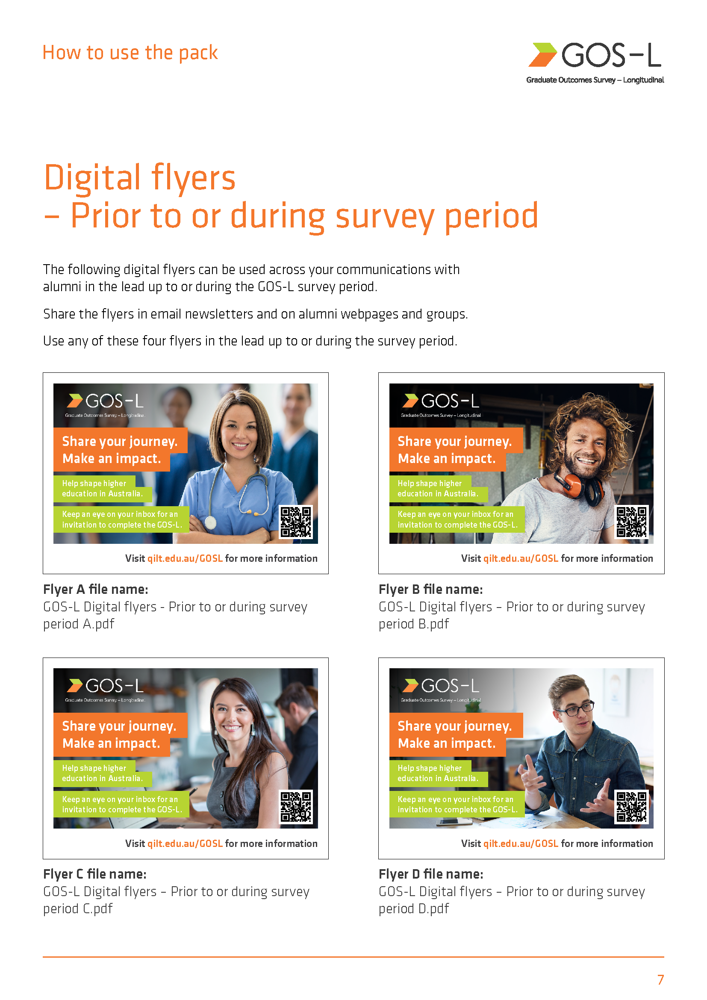 How to use the pack
GOS-L
Graduate Outcomes Survey – Longitudinal
Digital flyers
– Prior to or during survey period
The following digital flyers can be used across your communications with
alumni in the lead up to or during the GOS-L survey period.
Share the flyers in email newsletters and on alumni webpages and groups.
Use any of these four flyers in the lead up to or during the survey period.
GOS-L
Graduate Outcomes Survey – Longitudinal
Share your journey.
Make an impact.
Help shape higher
education in Australia.
Keep an eye on your inbox for an
invitation to complete the GOS-L.
Visit qilt.edu.au/GOSL for more information
Flyer A file name:
GOS-L Digital flyers - Prior to or during survey
period A.pdf
GOS-L
Graduate Outcomes Survey – Longitudinal
Share your journey.
Make an impact.
Help shape higher
education in Australia.
Keep an eye on your inbox for an
invitation to complete the GOS-L.
Visit qilt.edu.au/GOSL for more information
Flyer B file name:
GOS-L Digital flyers – Prior to or during survey
period B.pdf
GOS-L
Graduate Outcomes Survey – Longitudinal
Share your journey.
Make an impact.
Help shape higher
education in Australia.
Keep an eye on your inbox for an
invitation to complete the GOS-L.
Visit qilt.edu.au/GOSL for more information
Flyer C file name:
GOS-L Digital flyers – Prior to or during survey
period C.pdf
GOS-L
Graduate Outcomes Survey – Longitudinal
Share your journey.
Make an impact.
Help shape higher
education in Australia.
Keep an eye on your inbox for an
invitation to complete the GOS-L.
Visit qilt.edu.au/GOSL for more information
Flyer D file name:
GOS-L Digital flyers – Prior to or during survey
period D.pdf
7